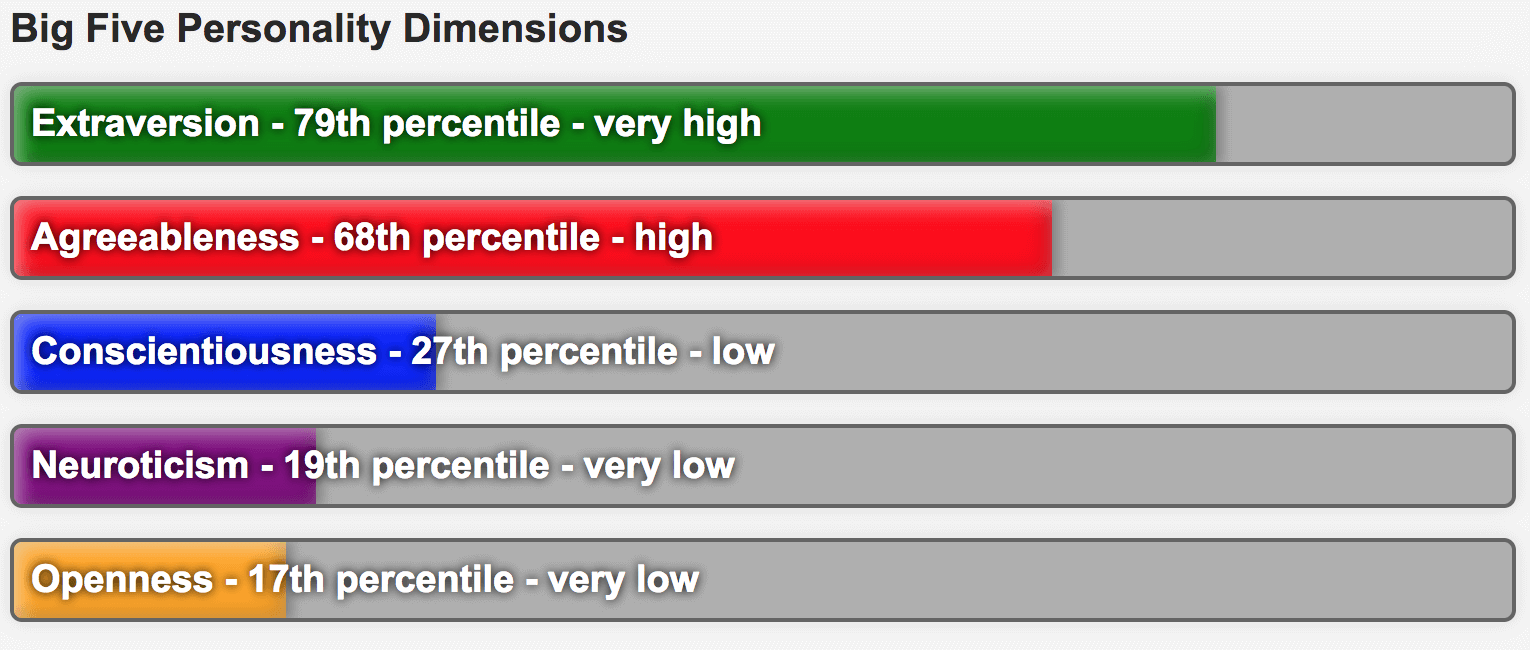 Big Five Personality Dimensions
Extraversion - 79th percentile - very high
Agreeableness - 68th percentile - high
Conscientiousness - 27th percentile - low
Neuroticism - 19th percentile - very low
Openness - 17th percentile - very low